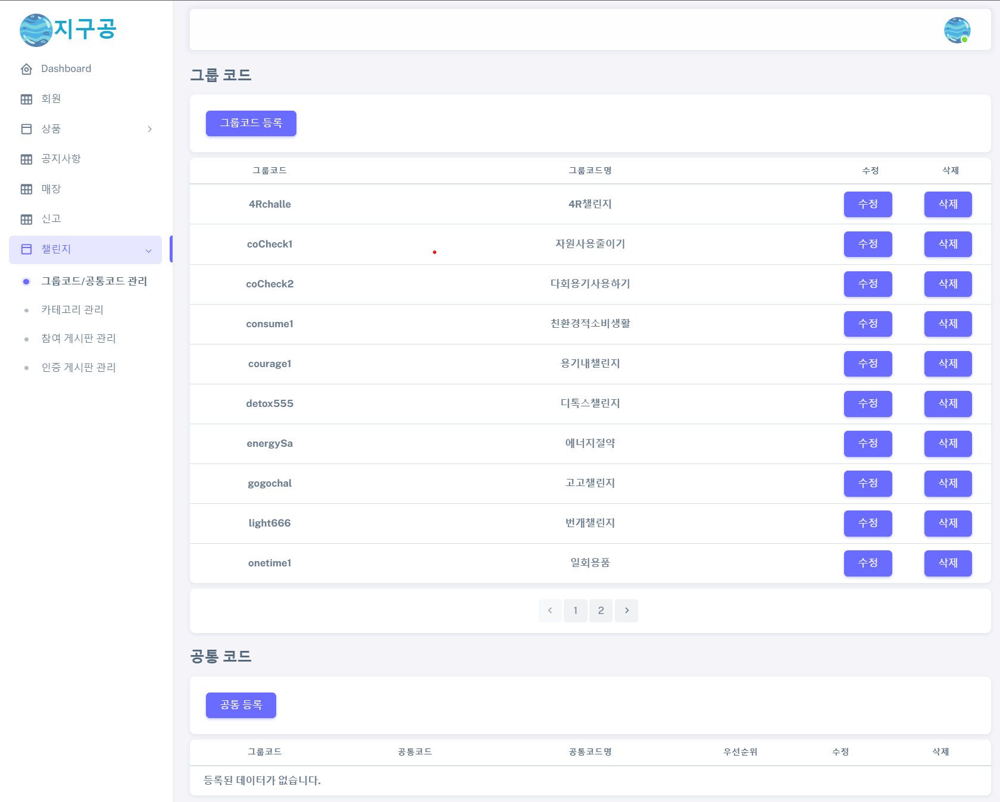 지구공
Dashboard
회원
상품
공지사항
매장
신고
챌린지
그룹코드/공통코드 관리
카테고리 관리
참여 게시판 관리
인증 게시판 관리
그룹 코드
그룹코드 등록
그룹코드 그룹코드명 수정 삭제
4Rchalle 4R챌린지 수정 삭제
coCheck1 자원사용줄이기 수정 삭제
coCheck2 다회용기사용하기 수정 삭제
consume1 친환경적소비생활 수정 삭제
courage1 용기내챌린지 수정 삭제
detox555 디톡스챌린지 수정 삭제
energySa 에너지절약 수정 삭제
gogochal 고고챌린지 수정 삭제
light666 번개챌린지 수정 삭제
onetime1 일회용품 수정 삭제
‹ 1 2 ›
공통 코드
공통 등록
그룹코드 공통코드 공통코드명 우선순위 수정 삭제
등록된 데이터가 없습니다.